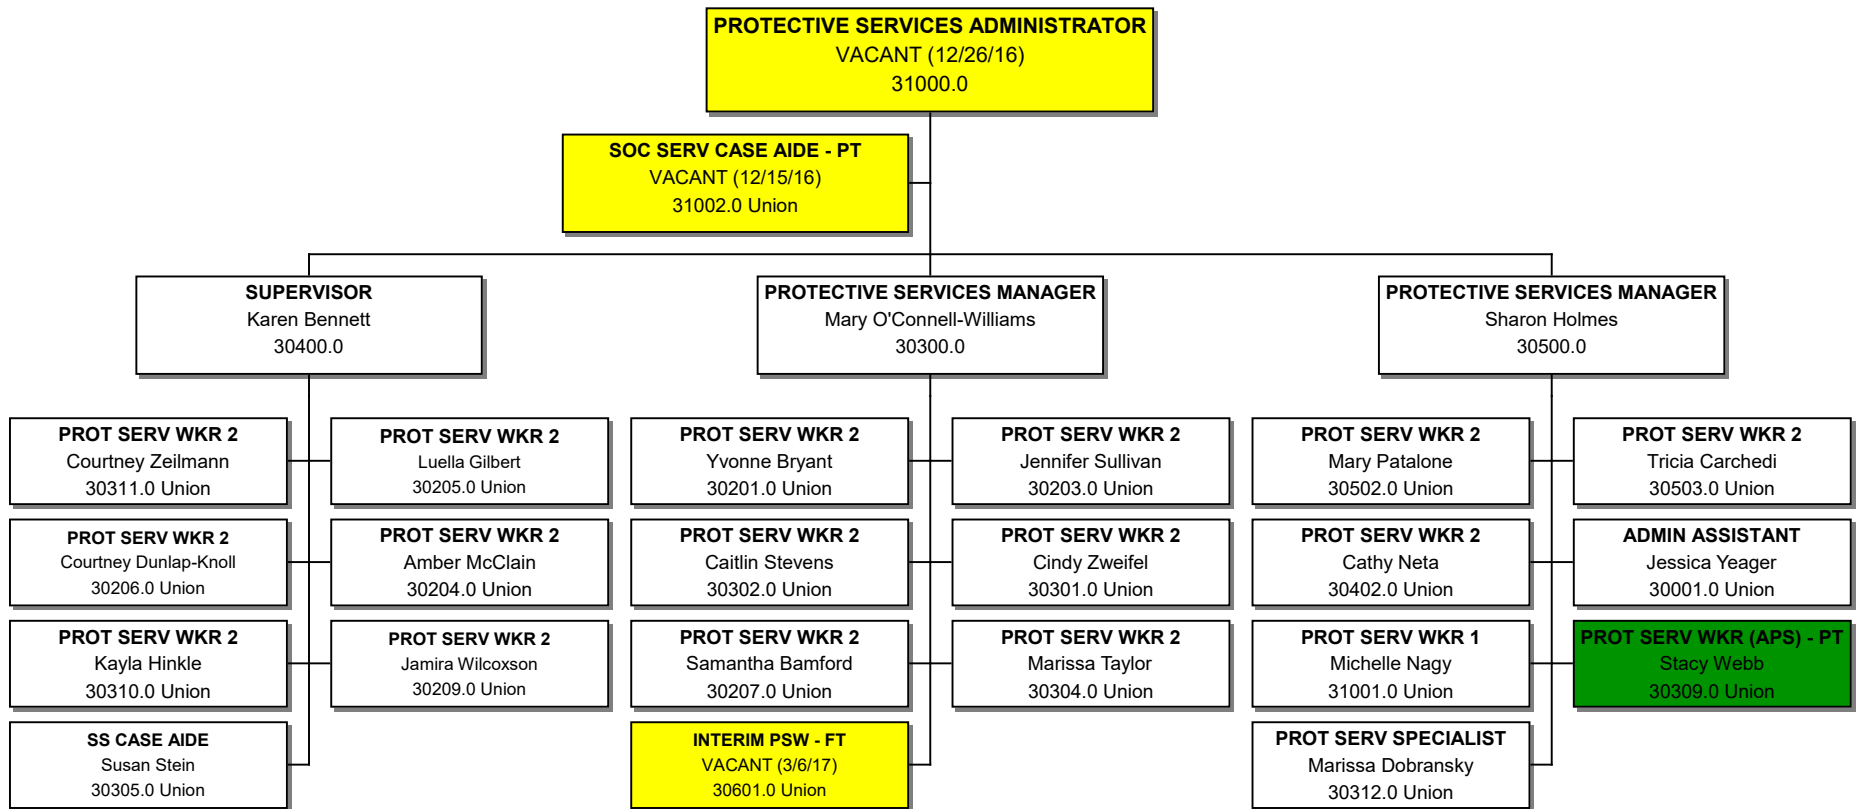 PROTECTIVE SERVICES ADMINISTRATOR
VACANT (12/26/16)
31000.0
SOC SERV CASE AIDE - PT
VACANT (12/15/16)
31002.0 Union
SUPERVISOR
Karen Bennett
30400.0
PROTECTIVE SERVICES MANAGER
Mary O'Connell-Williams
30300.0
PROTECTIVE SERVICES MANAGER
Sharon Holmes
30500.0
PROT SERV WKR 2
Courtney Zeilmann
30311.0 Union
PROT SERV WKR 2
Luella Gilbert
30205.0 Union
PROT SERV WKR 2
Yvonne Bryant
30201.0 Union
PROT SERV WKR 2
Jennifer Sullivan
30203.0 Union
PROT SERV WKR 2
Mary Patalone
30502.0 Union
PROT SERV WKR 2
Tricia Carchedi
30503.0 Union
PROT SERV WKR 2
Courtney Dunlap-Knoll
30206.0 Union
PROT SERV WKR 2
Amber McClain
30204.0 Union
PROT SERV WKR 2
Caitlin Stevens
30302.0 Union
PROT SERV WKR 2
Cindy Zweifel
30301.0 Union
PROT SERV WKR 2
Cathy Neta
30402.0 Union
ADMIN ASSISTANT
Jessica Yeager
30001.0 Union
PROT SERV WKR 2
Kayla Hinkle
30310.0 Union
PROT SERV WKR 2
Jamira Wilcoxson
30209.0 Union
PROT SERV WKR 2
Samantha Bamford
30207.0 Union
PROT SERV WKR 2
Marissa Taylor
30304.0 Union
PROT SERV WKR 1
Michelle Nagy
31001.0 Union
PROT SERV WKR (APS) - PT
Stacy Webb
30309.0 Union
SS CASE AIDE
Susan Stein
30305.0 Union
INTERIM PSW - FT
VACANT (3/6/17)
30601.0 Union
PROT SERV SPECIALIST
Marissa Dobransky
30312.0 Union